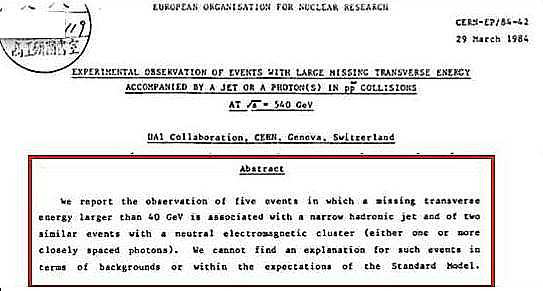 EUROPEAN ORGANISATION FOR NUCLEAR RESEARCH
CERN-EP/84-42
29 March 1984
119
EXPERIMENTAL OBSERVATION OF EVENTS WITH LARGE MISSING TRANSVERSE ENERGY
ACCOMPANIED BY A JET OR A PHOTON(S) IN pp̄ COLLISIONS
AT √s = 540 GeV
UA1 Collaboration, CERN, Geneva, Switzerland
Abstract
We report the observation of five events in which a missing transverse
energy larger than 40 GeV is associated with a narrow hadronic jet and of two
similar events with a neutral electromagnetic cluster (either one or more
closely spaced photons). We cannot find an explanation for such events in
terms of backgrounds or within the expectations of the Standard Model.